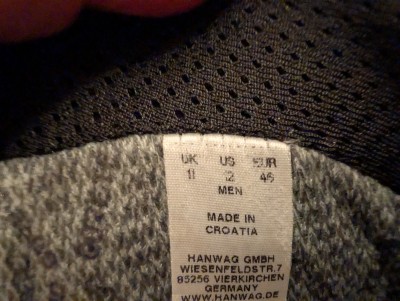 UK US EUR
11 12 46
MEN
MADE IN
CROATIA
HANWAG GMBH
WIESENFELDSTR.7
85256 VIERKIRCHEN
GERMANY
WWW.HANWAG.DE